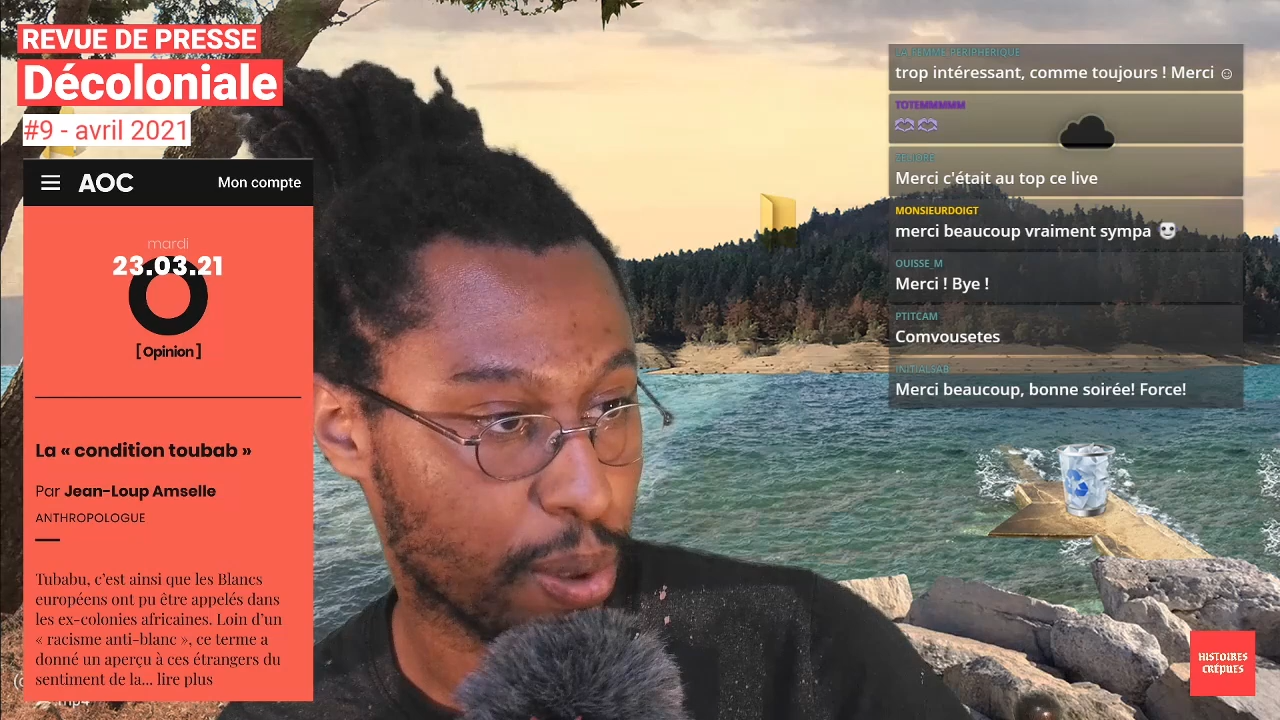 REVUE DE PRESSE
Décoloniale
#9 - avril 2021
AOC
Mon compte
mardi
23.03.21
[ Opinion ]
La « condition toubab »
Par Jean-Loup Amselle
ANTHROPOLOGUE
Tubabu, c’est ainsi que les Blancs
européens ont pu être appelés dans
les ex-colonies africaines. Loin d’un
« racisme anti-blanc », ce terme a
donné un aperçu à ces étrangers du
sentiment de la... lire plus
.mp4
LA_FEMME_PERIPHERIQUE
trop intéressant, comme toujours ! Merci ☺
TOTEMMMMM
Merci c'était au top ce live
MONSIEURDOIGT
merci beaucoup vraiment sympa
OUISSE_M
Merci ! Bye !
PTITCAM
Comvousetes
INITIALSAB
Merci beaucoup, bonne soirée! Force!
HISTOIRES
CRÉPUES